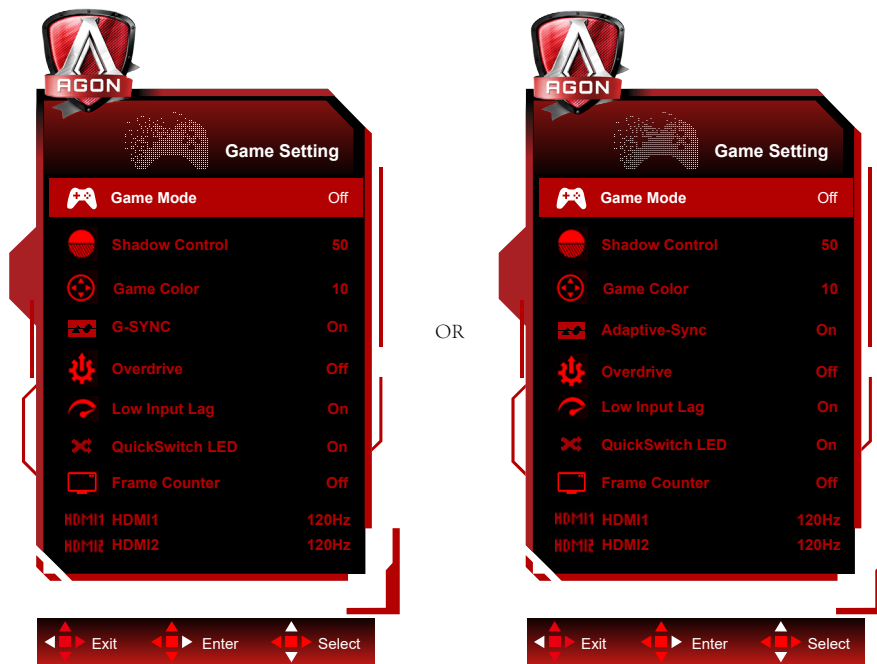 AGON
Game Setting
Game Mode Off
Shadow Control 50
Game Color 10
G-SYNC On
Overdrive Off
Low Input Lag On
QuickSwitch LED On
Frame Counter Off
HDMI1 HDMI1 120Hz
HDMI2 HDMI2 120Hz
Exit Enter Select
OR
AGON
Game Setting
Game Mode Off
Shadow Control 50
Game Color 10
Adaptive-Sync On
Overdrive Off
Low Input Lag On
QuickSwitch LED On
Frame Counter Off
HDMI1 HDMI1 120Hz
HDMI2 HDMI2 120Hz
Exit Enter Select